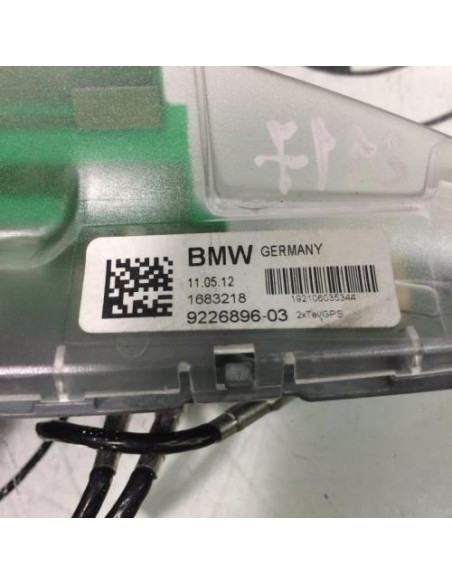 BMW GERMANY
11.05.12
1683218
192106035344
9226896-03 2xTel/GPS